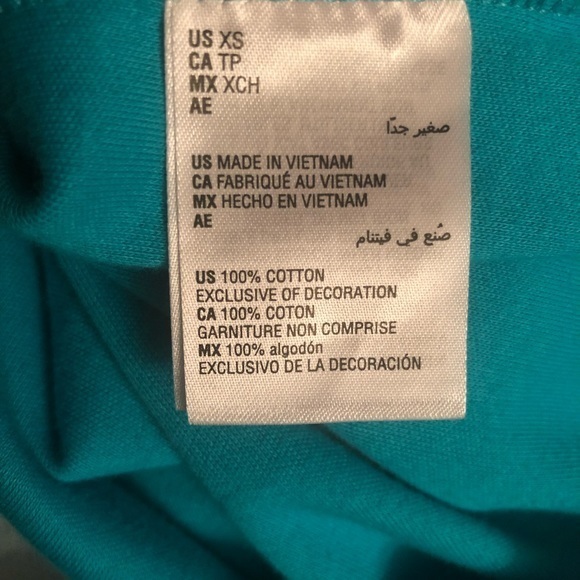 US XS
CA TP
MX XCH
AE
صغير جدًا
US MADE IN VIETNAM
CA FABRIQUÉ AU VIETNAM
MX HECHO EN VIETNAM
AE
صُنع في فيتنام
US 100% COTTON
EXCLUSIVE OF DECORATION
CA 100% COTON
GARNITURE NON COMPRISE
MX 100% algodón
EXCLUSIVO DE LA DECORACIÓN